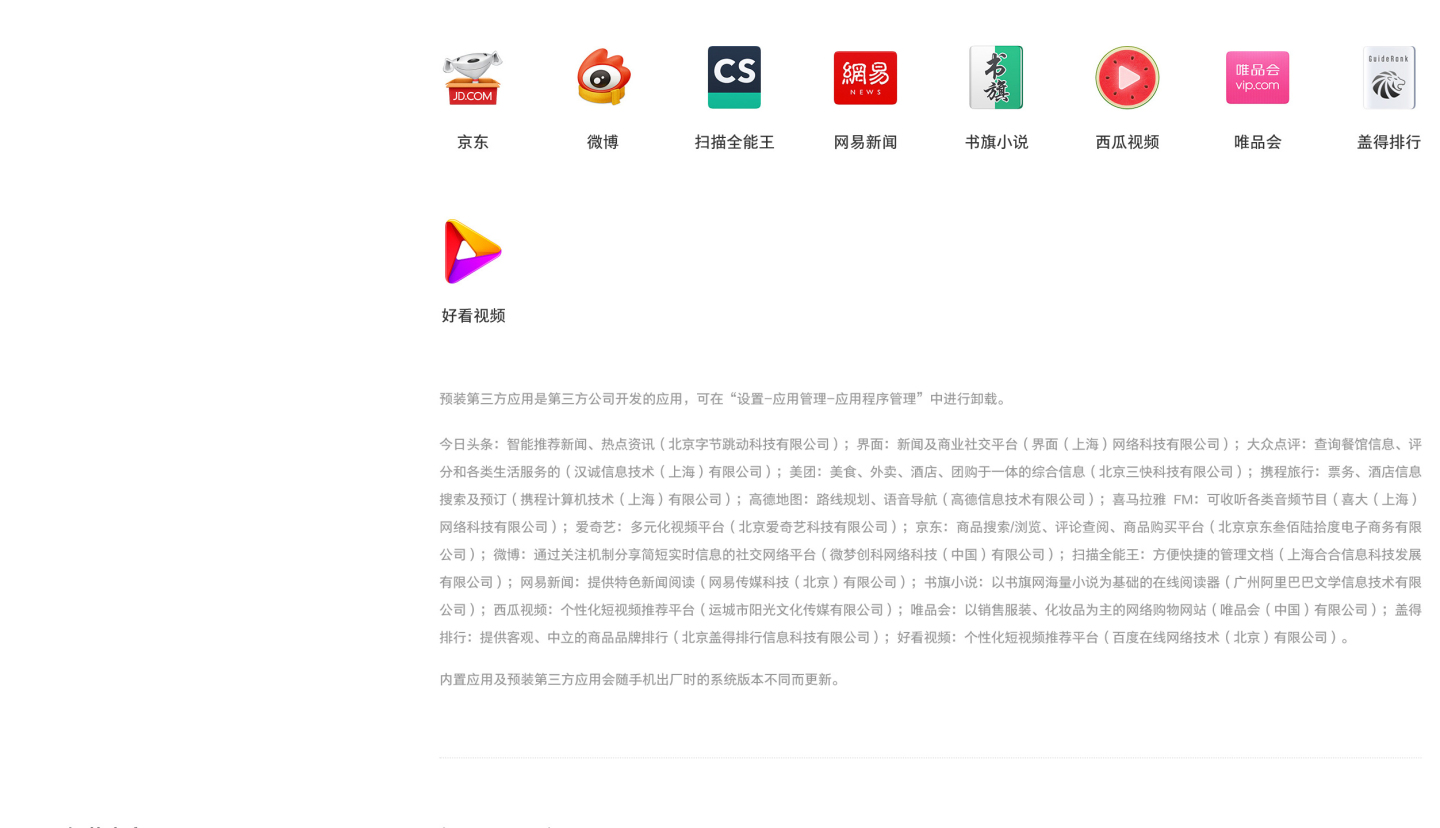 JD.COM
CS
網易
NEWS
书旗
唯品会
vip.com
GuideRank
京东 微博 扫描全能王 网易新闻 书旗小说 西瓜视频 唯品会 盖得排行
好看视频
预装第三方应用是第三方公司开发的应用，可在“设置-应用管理-应用程序管理”中进行卸载。
今日头条：智能推荐新闻、热点资讯（北京字节跳动科技有限公司）；界面：新闻及商业社交平台（界面（上海）网络科技有限公司）；大众点评：查询餐馆信息、评
分和各类生活服务的（汉诚信息技术（上海）有限公司）；美团：美食、外卖、酒店、团购于一体的综合信息（北京三快科技有限公司）；携程旅行：票务、酒店信息
搜索及预订（携程计算机技术（上海）有限公司）；高德地图：路线规划、语音导航（高德信息技术有限公司）；喜马拉雅 FM：可收听各类音频节目（喜大（上海）
网络科技有限公司）；爱奇艺：多元化视频平台（北京爱奇艺科技有限公司）；京东：商品搜索/浏览、评论查阅、商品购买平台（北京京东叁佰陆拾度电子商务有限
公司）；微博：通过关注机制分享简短实时信息的社交网络平台（微梦创科网络科技（中国）有限公司）；扫描全能王：方便快捷的管理文档（上海合合信息科技发展
有限公司）；网易新闻：提供特色新闻阅读（网易传媒科技（北京）有限公司）；书旗小说：以书旗网海量小说为基础的在线阅读器（广州阿里巴巴文学信息技术有限
公司）；西瓜视频：个性化短视频推荐平台（运城市阳光文化传媒有限公司）；唯品会：以销售服装、化妆品为主的网络购物网站（唯品会（中国）有限公司）；盖得
排行：提供客观、中立的商品品牌排行（北京盖得排行信息科技有限公司）；好看视频：个性化短视频推荐平台（百度在线网络技术（北京）有限公司）。
内置应用及预装第三方应用会随手机出厂时的系统版本不同而更新。